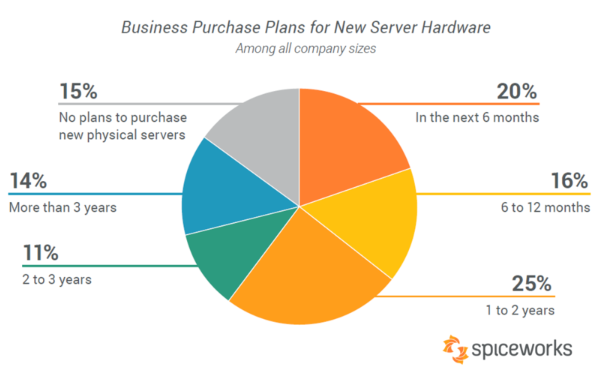 Business Purchase Plans for New Server Hardware
Among all company sizes
15%
No plans to purchase
new physical servers
20%
In the next 6 months
14%
More than 3 years
16%
6 to 12 months
11%
2 to 3 years
25%
1 to 2 years
spiceworks